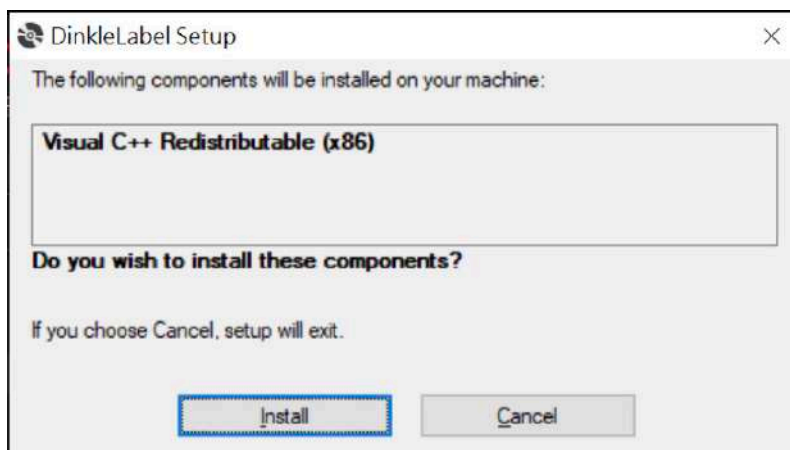 DinkleLabel Setup
The following components will be installed on your machine:
Visual C++ Redistributable (x86)
Do you wish to install these components?
If you choose Cancel, setup will exit.
Install
Cancel